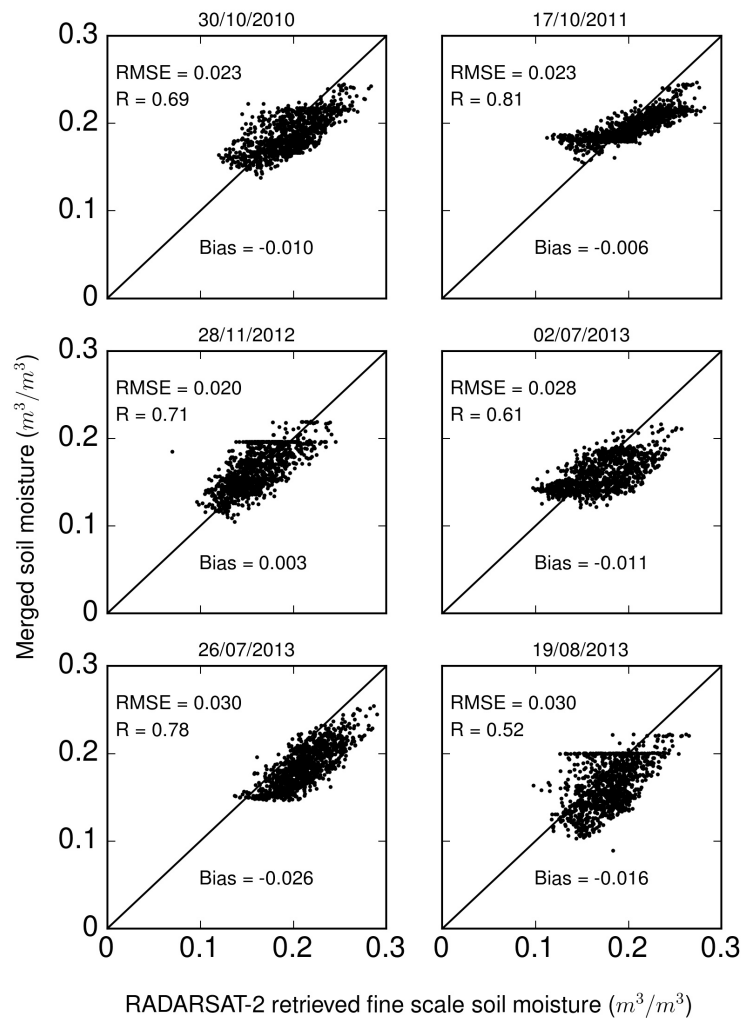 30/10/2010
17/10/2011
0.3
RMSE = 0.023
R = 0.69
RMSE = 0.023
R = 0.81
0.2
0.1
Bias = -0.010
Bias = -0.006
0
28/11/2012
02/07/2013
0.3
RMSE = 0.020
R = 0.71
RMSE = 0.028
R = 0.61
0.2
0.1
Bias = 0.003
Bias = -0.011
0
Merged soil moisture (m³/m³)
26/07/2013
19/08/2013
0.3
RMSE = 0.030
R = 0.78
RMSE = 0.030
R = 0.52
0.2
0.1
Bias = -0.026
Bias = -0.016
0
0 0.1 0.2 0.3 0 0.1 0.2 0.3
RADARSAT-2 retrieved fine scale soil moisture (m³/m³)